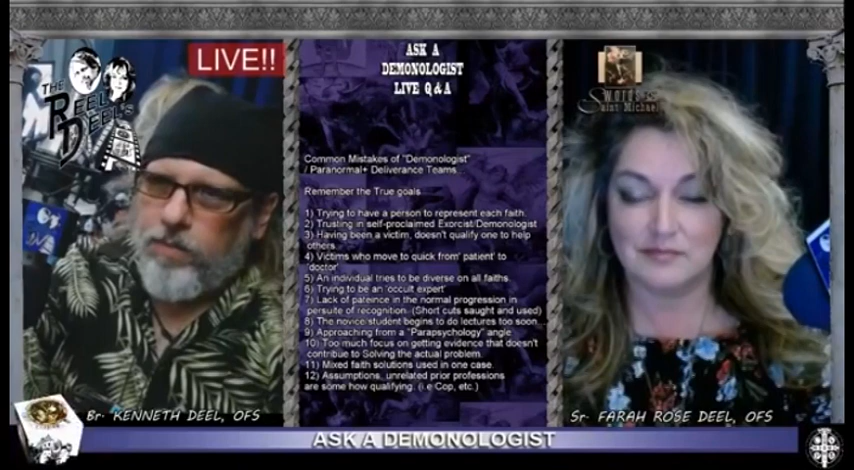 THE
REEL
DEEL'S
LIVE!!
ASK A
DEMONOLOGIST
LIVE Q&A
WORDS
Saint Michael
Common Mistakes of "Demonologist"
/ Paranormal+ Deliverance Teams.
Remember the True goals
1) Trying to have a person to represent each faith.
2) Trusting in self-proclaimed Exorcist/Demonologist
3) Having been a victim, doesn't qualify one to help
others.
4) Victims who move to quick from' patient' to
'doctor'
5) An individual tries to be diverse on all faiths.
6) Trying to be an 'occult expert'
7) Lack of pateince in the normal progression in
persuite of recognition. (Short cuts saught and used)
8) The novice/student begins to do lectures too soon...
9) Approaching from a "Parapsychology" angle
10) Too much focus on getting evidence that doesn't
contribute to Solving the actual problem.
11) Mixed faith solutions used in one case.
12) Assumptions, unrelated prior professions
are some how qualifying. (i.e Cop, etc.)
Br. KENNETH DEEL, OFS
Sr. FARAH ROSE DEEL, OFS
ASK A DEMONOLOGIST